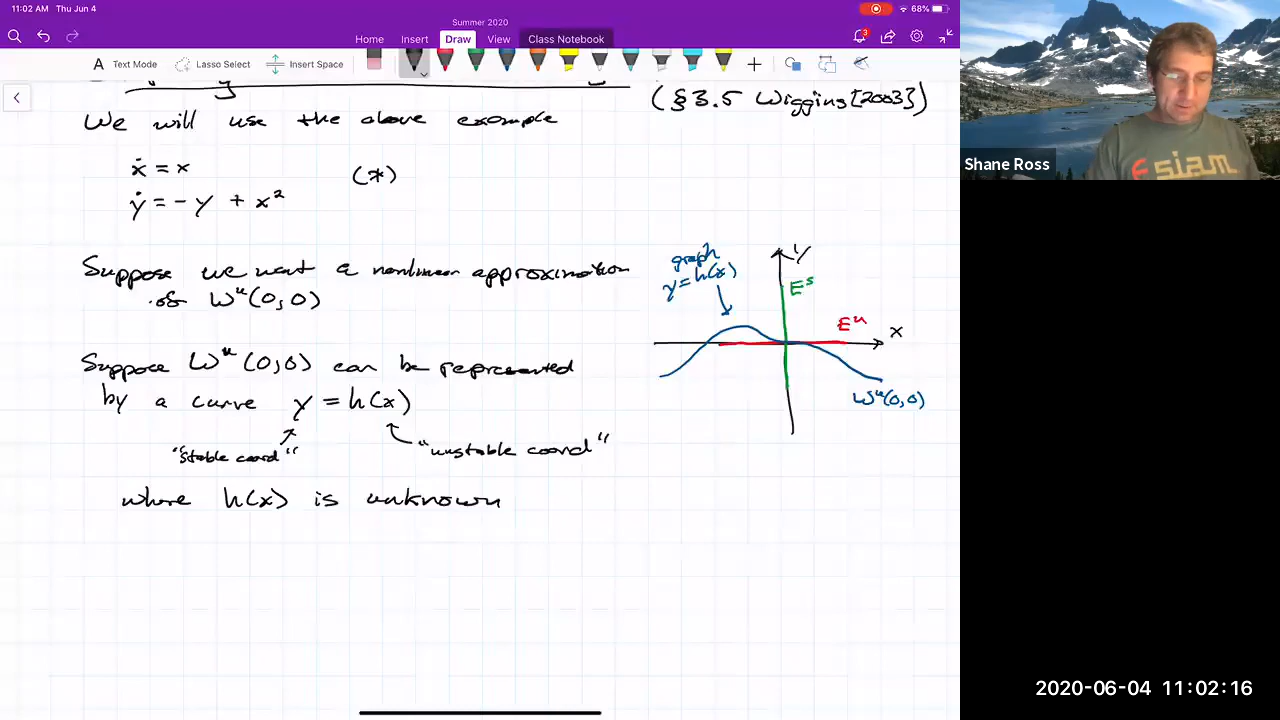 11:02 AM Thu Jun 4
68%
Summer 2020
Home Insert Draw View Class Notebook
3
A Text Mode Lasso Select Insert Space
(§3.5 Wiggins[2003])
We will use the above example
ẋ = x
(*)
ẏ = - y + x²
Suppose we want a nonlinear approximation
of Wᵘ(0,0)
Suppose Wᵘ(0,0) can be represented
by a curve y = h(x)
"stable coord"
"unstable coord"
where h(x) is unknown
graph
y = h(x)
y
Eˢ
Eᵘ
x
Wᵘ(0,0)
Shane Ross
siam
2020-06-04 11:02:16